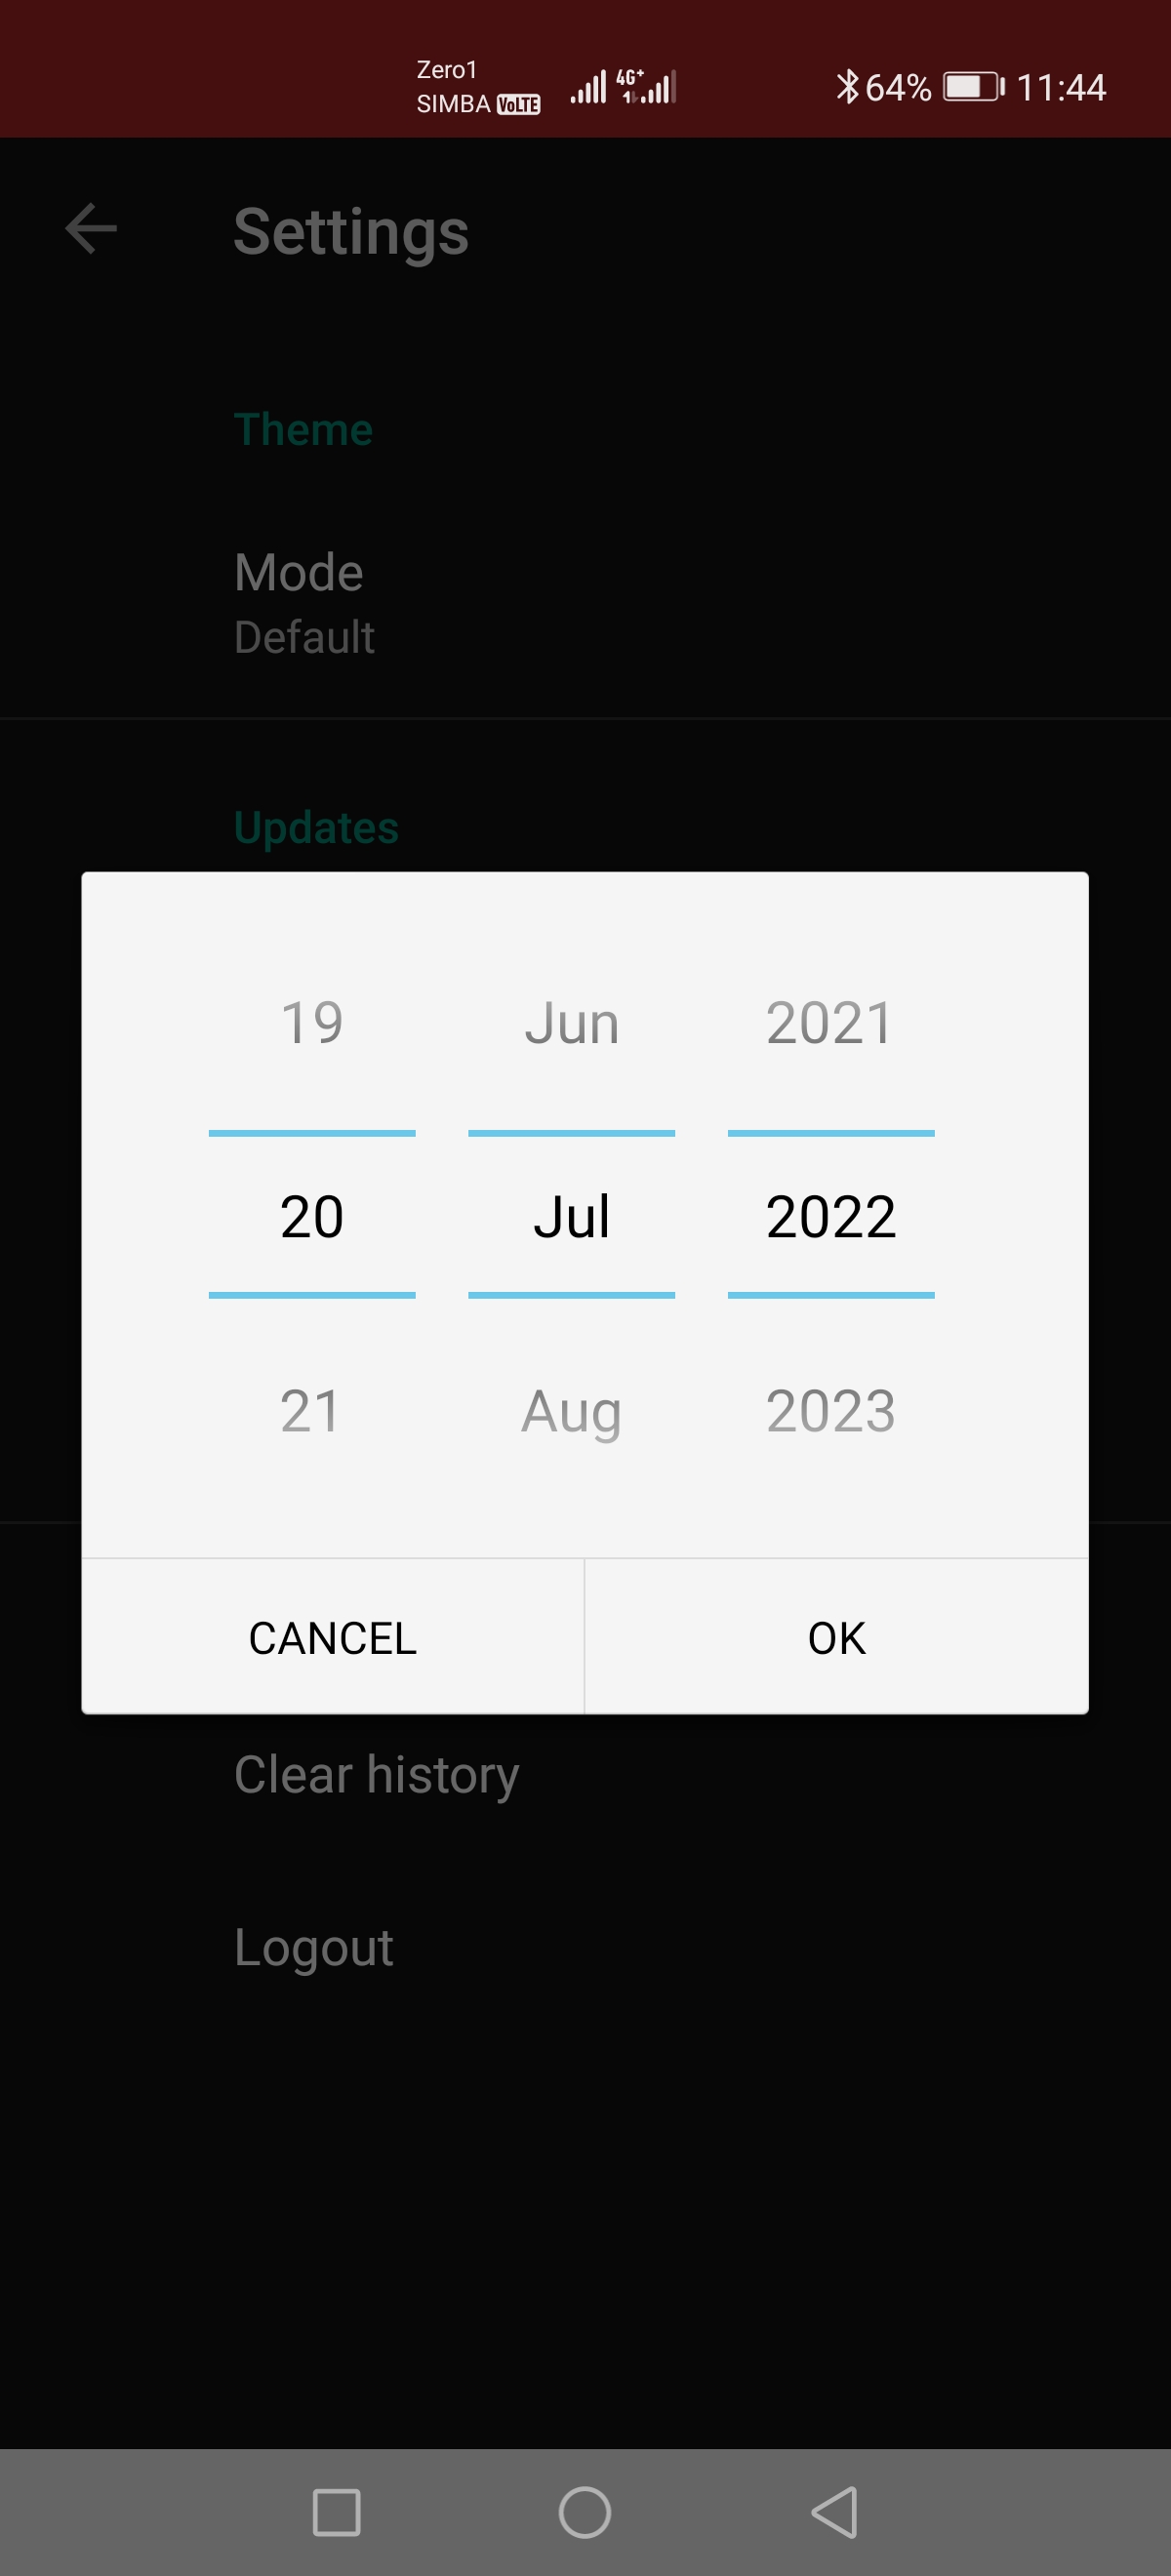 Zero1
SIMBA VoLTE
4G+
64% 11:44
Settings
Theme
Mode
Default
Updates
19 Jun 2021
20 Jul 2022
21 Aug 2023
CANCEL OK
Clear history
Logout